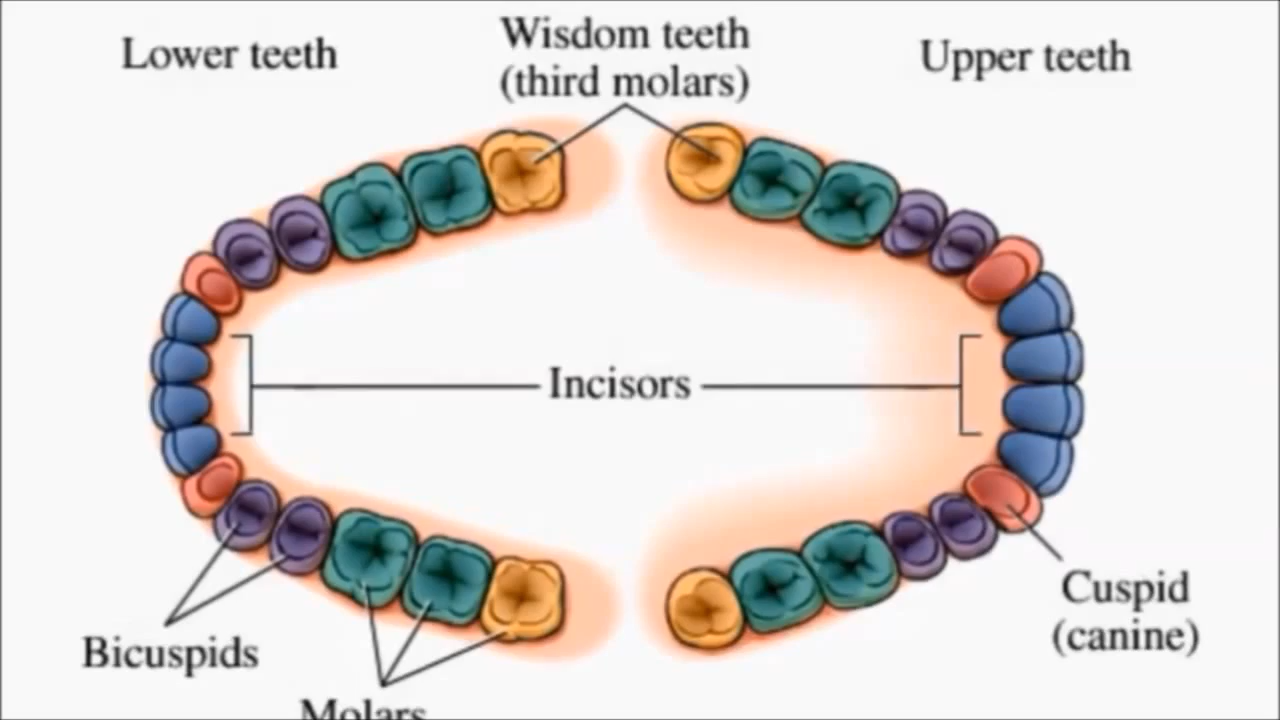 Lower teeth
Wisdom teeth
(third molars)
Upper teeth
Incisors
Cuspid
(canine)
Bicuspids
Molars